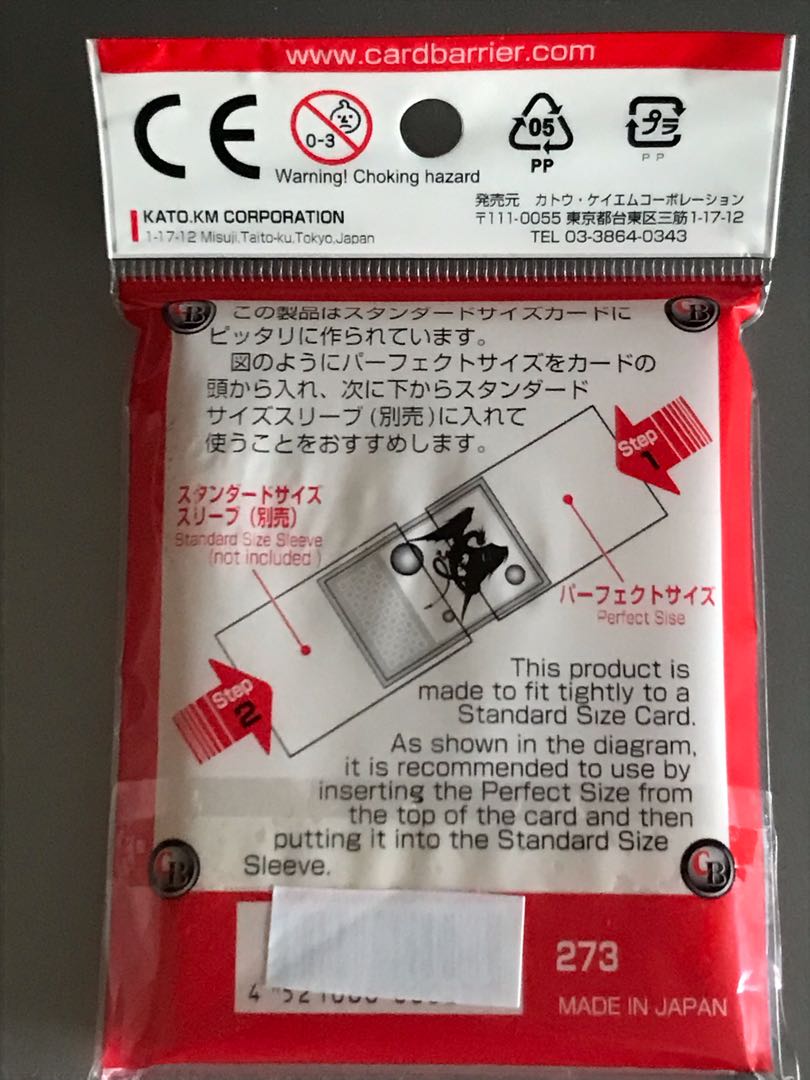 www.cardbarrier.com
CE
0-3
05
PP
プラ
PP
Warning! Choking hazard
KATO.KM CORPORATION
1-17-12 Misuji,Taito-ku,Tokyo,Japan
発売元 カトウ・ケイエムコーポレーション
〒111-0055 東京都台東区三筋1-17-12
TEL 03-3864-0343
CB
CB
この製品はスタンダードサイズカードに
ピッタリに作られています。
図のようにパーフェクトサイズをカードの
頭から入れ、次に下からスタンダード
サイズスリーブ(別売)に入れて
使うことをおすすめします。
Step
1
スタンダードサイズ
スリーブ(別売)
Standard Size Sleeve
(not included)
パーフェクトサイズ
Perfect Sise
Step
2
This product is
made to fit tightly to a
Standard Size Card.
As shown in the diagram,
it is recommended to use by
inserting the Perfect Size from
the top of the card and then
putting it into the Standard Size
Sleeve.
CB
CB
273
MADE IN JAPAN